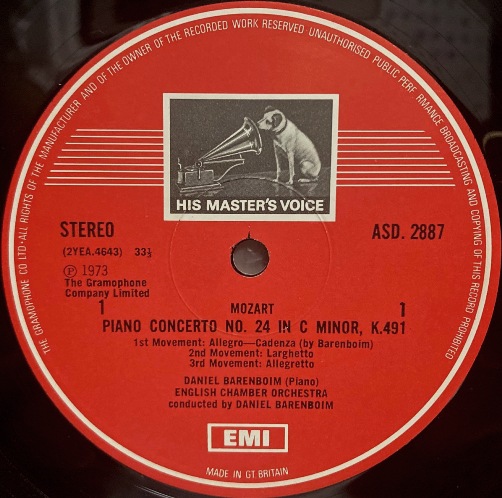 THE GRAMOPHONE CO LTD·ALL RIGHTS OF THE MANUFACTURER AND OF THE OWNER OF THE RECORDED WORK RESERVED·UNAUTHORISED PUBLIC PERF RMANCE BROADCASTING AND COPYING OF THIS RECORD PROHIBITED
HIS MASTER'S VOICE
STEREO ASD. 2887
(2YEA.4643) 33⅓
Ⓟ 1973
The Gramophone
Company Limited
1 MOZART 1
PIANO CONCERTO NO. 24 IN C MINOR, K.491
1st Movement: Allegro—Cadenza (by Barenboim)
2nd Movement: Larghetto
3rd Movement: Allegretto
DANIEL BARENBOIM (Piano)
ENGLISH CHAMBER ORCHESTRA
conducted by DANIEL BARENBOIM
EMI
MADE IN GT. BRITAIN